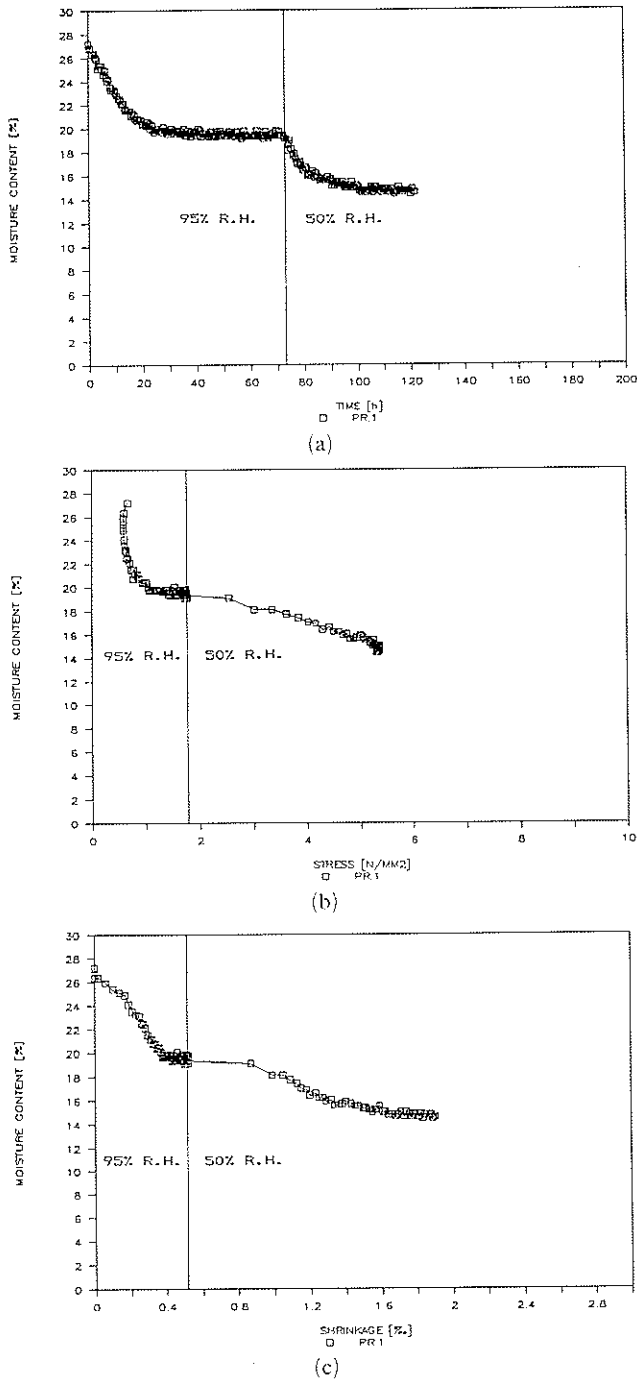 30
28
26
24
22
20
18
16
14
12
10
8
6
4
2
0
MOISTURE CONTENT [%]
95% R.H.
50% R.H.
0 20 40 60 80 100 120 140 160 180 200
TIME [h]
PR.1
(a)
30
28
26
24
22
20
18
16
14
12
10
8
6
4
2
0
MOISTURE CONTENT [%]
95% R.H.
50% R.H.
0 2 4 6 8 10
STRESS [N/MM2]
PR.1
(b)
30
28
26
24
22
20
18
16
14
12
10
8
6
4
2
0
MOISTURE CONTENT [%]
95% R.H.
50% R.H.
0 0.4 0.8 1.2 1.6 2 2.4 2.8
SHRINKAGE [‰]
PR.1
(c)